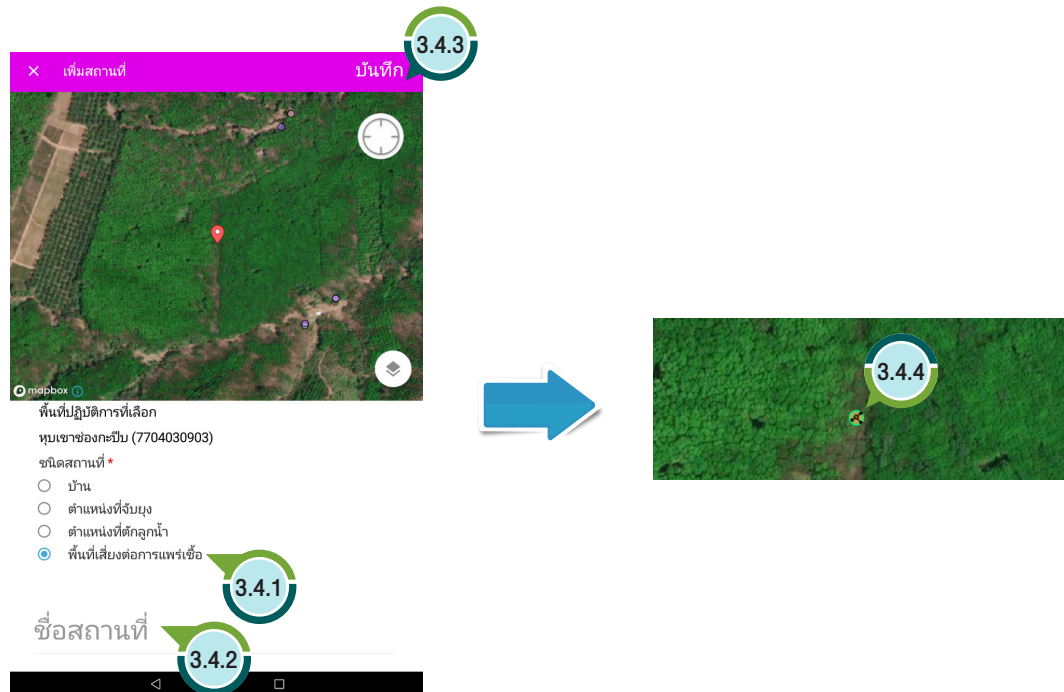 3.4.3
เพิ่มสถานที่ บันทึก
mapbox
พื้นที่ปฏิบัติการที่เลือก
หุบเขาช่องกะปีบ (7704030903)
ชนิดสถานที่ *
บ้าน
ตำแหน่งที่จับยุง
ตำแหน่งที่ตักลูกน้ำ
พื้นที่เสี่ยงต่อการแพร่เชื้อ
3.4.1
ชื่อสถานที่
3.4.2
3.4.4